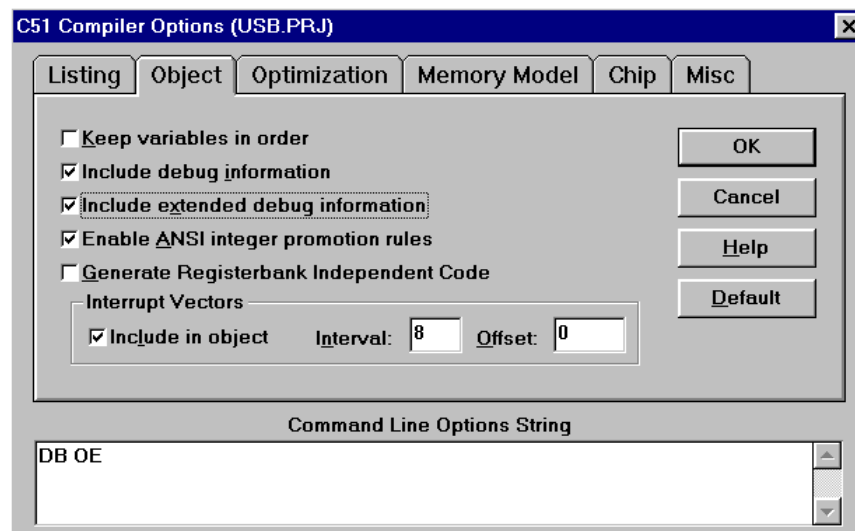 C51 Compiler Options (USB.PRJ)
Listing Object Optimization Memory Model Chip Misc
Keep variables in order
Include debug information
Include extended debug information
Enable ANSI integer promotion rules
Generate Registerbank Independent Code
Interrupt Vectors
Include in object Interval: 8 Offset: 0
OK
Cancel
Help
Default
Command Line Options String
DB OE